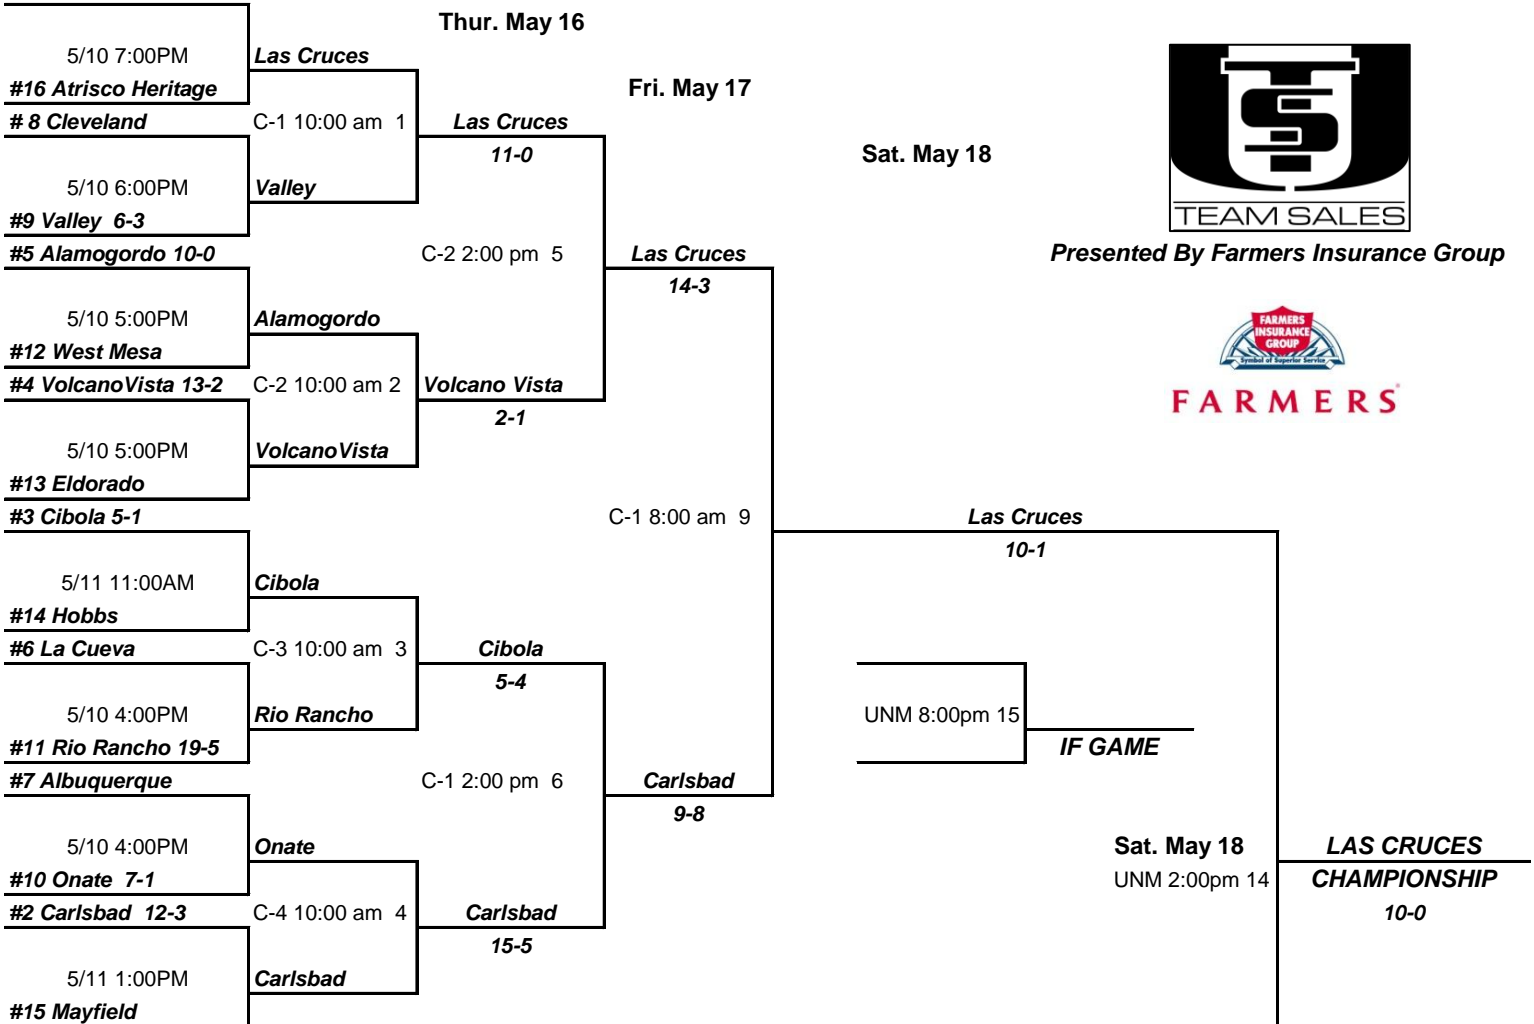 Thur. May 16
5/10 7:00PM
Las Cruces
#16 Atrisco Heritage
Fri. May 17
# 8 Cleveland
C-1 10:00 am 1
Las Cruces
11-0
Sat. May 18
5/10 6:00PM
Valley
#9 Valley 6-3
TEAM SALES
#5 Alamogordo 10-0
C-2 2:00 pm 5
Las Cruces
Presented By Farmers Insurance Group
14-3
5/10 5:00PM
Alamogordo
FARMERS
INSURANCE
GROUP
Symbol of Superior Service
#12 West Mesa
#4 VolcanoVista 13-2
C-2 10:00 am 2
Volcano Vista
FARMERS
2-1
5/10 5:00PM
VolcanoVista
#13 Eldorado
#3 Cibola 5-1
C-1 8:00 am 9
Las Cruces
10-1
5/11 11:00AM
Cibola
#14 Hobbs
#6 La Cueva
C-3 10:00 am 3
Cibola
5-4
5/10 4:00PM
Rio Rancho
UNM 8:00pm 15
#11 Rio Rancho 19-5
IF GAME
#7 Albuquerque
C-1 2:00 pm 6
Carlsbad
9-8
5/10 4:00PM
Onate
Sat. May 18
LAS CRUCES
#10 Onate 7-1
UNM 2:00pm 14
CHAMPIONSHIP
#2 Carlsbad 12-3
C-4 10:00 am 4
Carlsbad
10-0
15-5
5/11 1:00PM
Carlsbad
#15 Mayfield